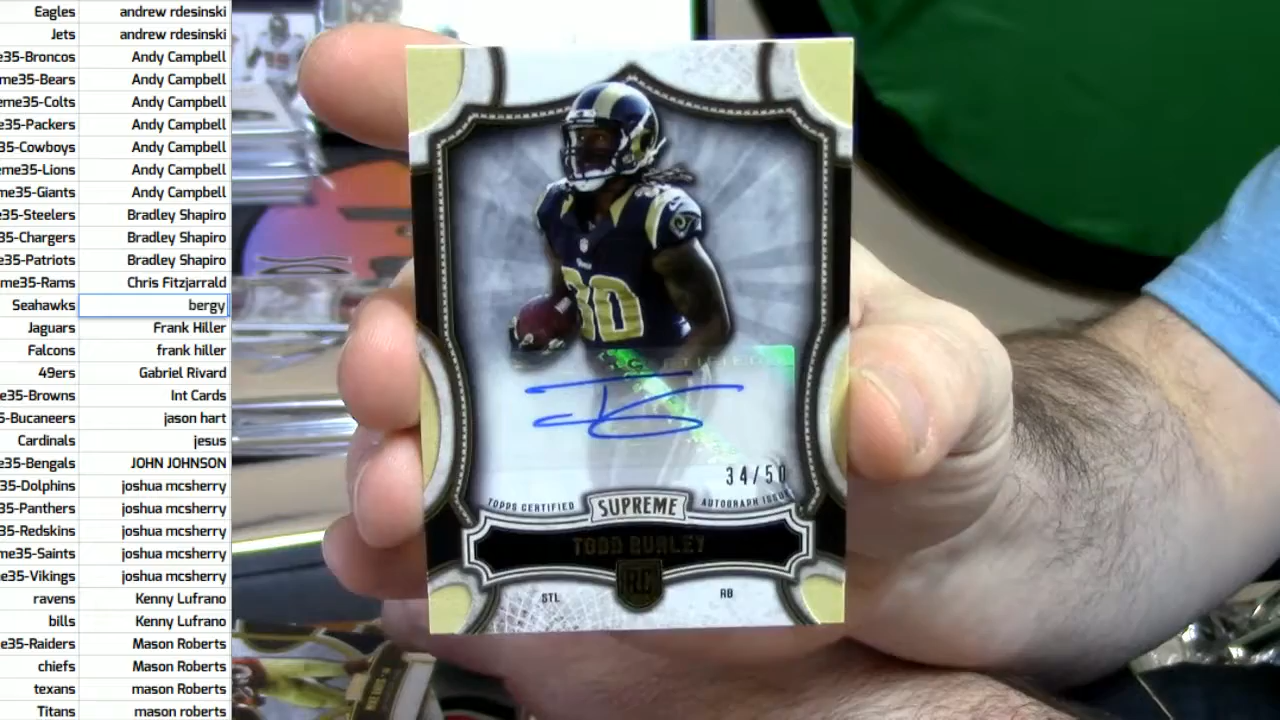 Eagles andrew rdesinski
Jets andrew rdesinski
e35-Broncos Andy Campbell
me35-Bears Andy Campbell
eme35-Colts Andy Campbell
e35-Packers Andy Campbell
35-Cowboys Andy Campbell
eme35-Lions Andy Campbell
ne35-Giants Andy Campbell
e35-Steelers Bradley Shapiro
35-Chargers Bradley Shapiro
e35-Patriots Bradley Shapiro
me35-Rams Chris Fitzjarrald
Seahawks bergy
Jaguars Frank Hiller
Falcons frank hiller
49ers Gabriel Rivard
e35-Browns Int Cards
5-Bucaneers jason hart
Cardinals jesus
e35-Bengals JOHN JOHNSON
35-Dolphins joshua mcsherry
35-Panthers joshua mcsherry
35-Redskins joshua mcsherry
me35-Saints joshua mcsherry
e35-Vikings joshua mcsherry
ravens Kenny Lufrano
bills Kenny Lufrano
e35-Raiders Mason Roberts
chiefs Mason Roberts
texans mason Roberts
Titans mason roberts
30
CERTIFIED
34/50
TOPPS CERTIFIED SUPREME AUTOGRAPH ISSUE
TODD GURLEY
RC
STL RB